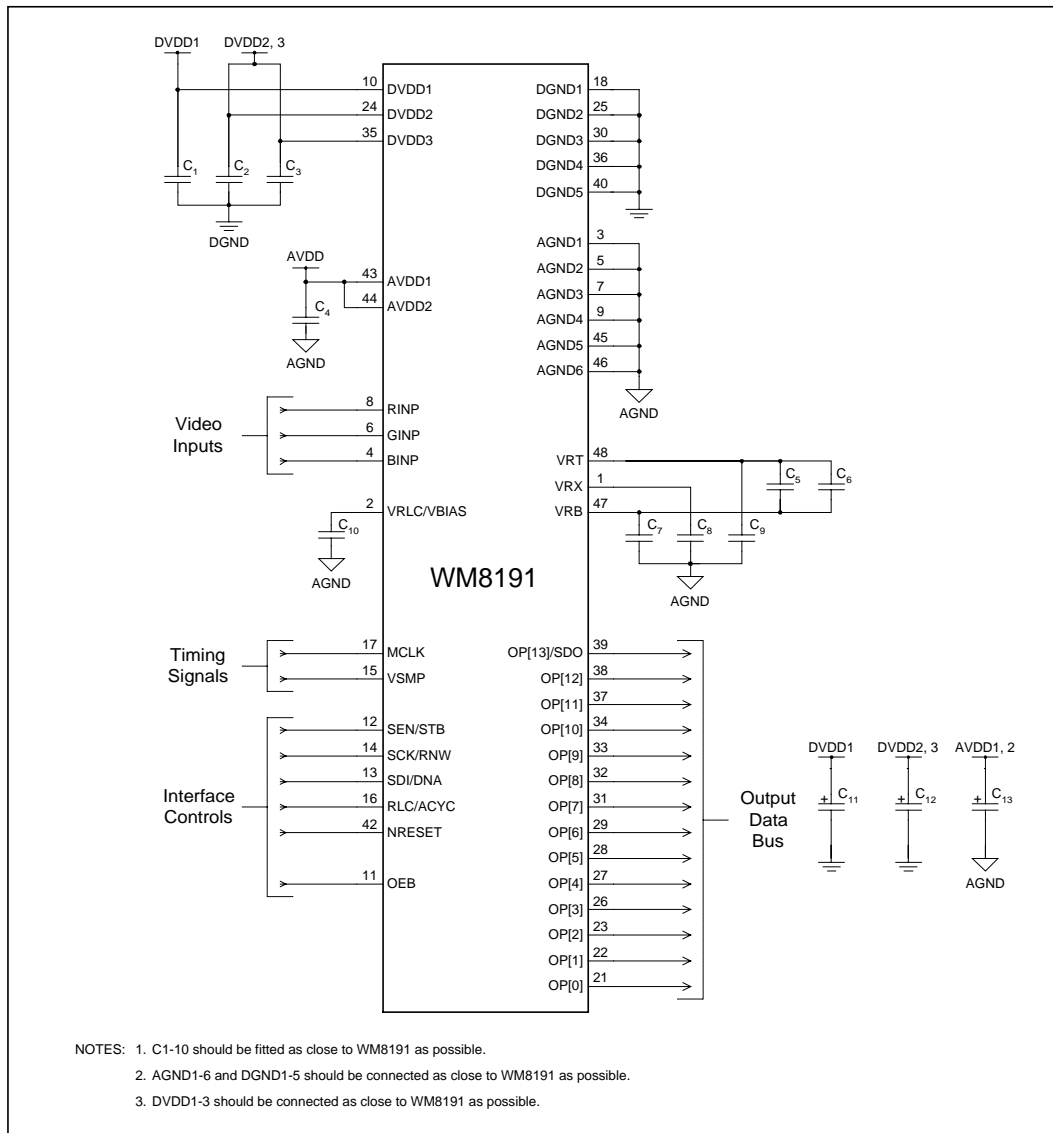 DVDD1 DVDD2, 3
10 DVDD1 DGND1 18
24 DVDD2 DGND2 25
35 DVDD3 DGND3 30
DGND4 36
C1 C2 C3
DGND5 40
DGND
AGND1 3
AVDD
AGND2 5
43 AVDD1
AGND3 7
44 AVDD2
C4
AGND4 9
AGND5 45
AGND
AGND6 46
AGND
8 RINP
Video
Inputs
6 GINP
4 BINP
VRT 48
C5 C6
VRX 1
2 VRLC/VBIAS VRB 47
C10 C7 C8 C9
AGND
WM8191
AGND
17 MCLK OP[13]/SDO 39
Timing
Signals
15 VSMP OP[12] 38
OP[11] 37
12 SEN/STB OP[10] 34
14 SCK/RNW OP[9] 33
DVDD1 DVDD2, 3 AVDD1, 2
13 SDI/DNA OP[8] 32
Interface
Controls
16 RLC/ACYC OP[7] 31
Output
Data
Bus
+ C11 + C12 + C13
42 NRESET OP[6] 29
OP[5] 28
11 OEB OP[4] 27
AGND
OP[3] 26
OP[2] 23
OP[1] 22
OP[0] 21
NOTES: 1. C1-10 should be fitted as close to WM8191 as possible.
2. AGND1-6 and DGND1-5 should be connected as close to WM8191 as possible.
3. DVDD1-3 should be connected as close to WM8191 as possible.